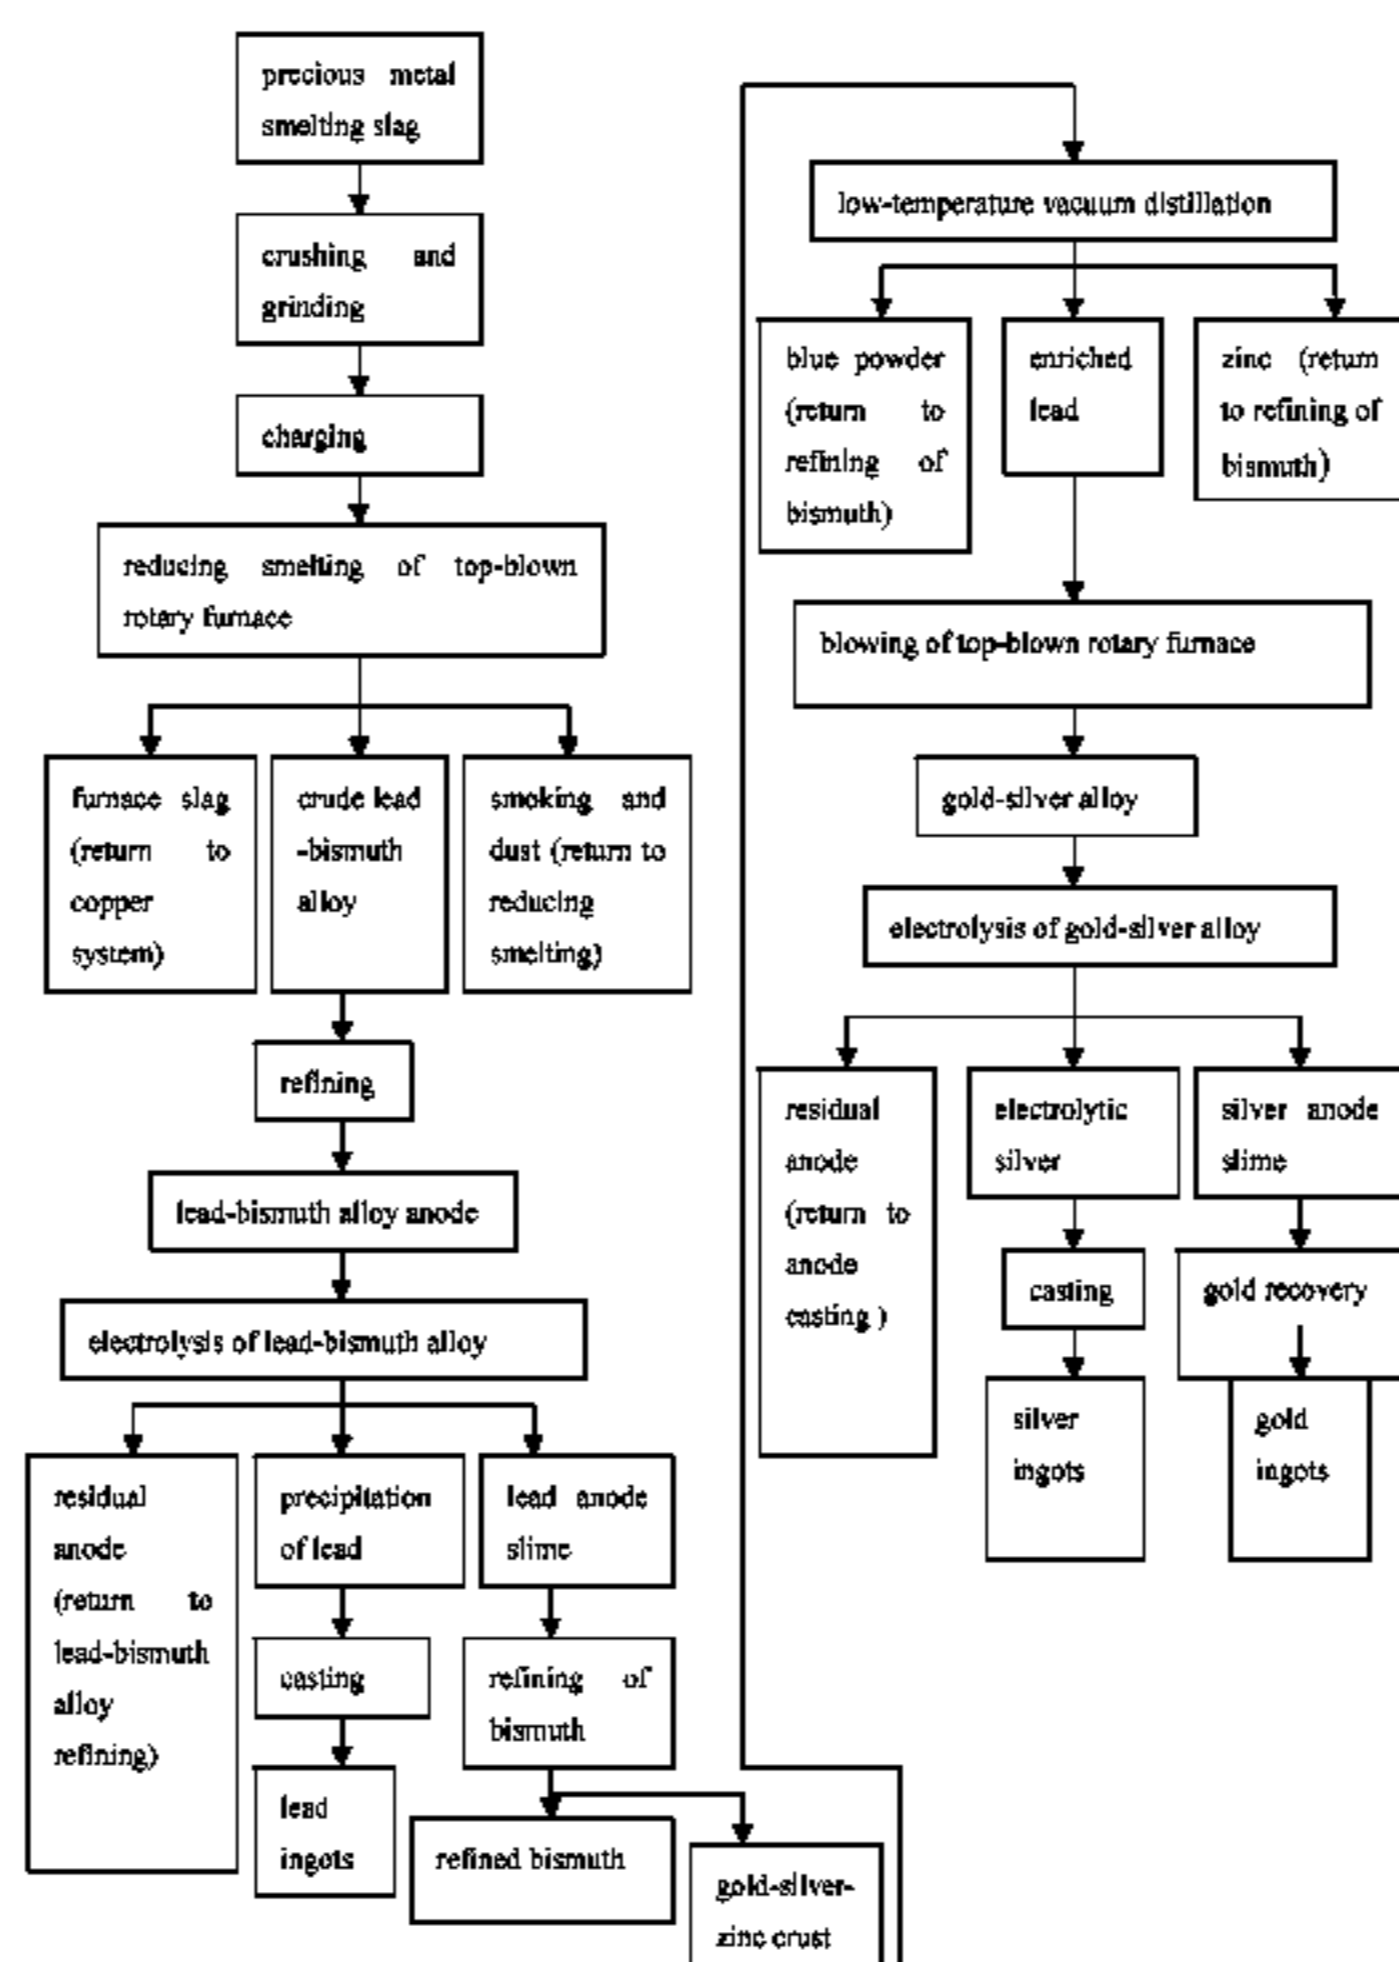 precious metal
smelting slag
crushing and
grinding
charging
reducing smelting of top-blown
rotary furnace
furnace slag
(return to
copper
system)
crude lead
-bismuth
alloy
smoking and
dust (return to
reducing
smelting)
refining
lead-bismuth alloy anode
electrolysis of lead-bismuth alloy
residual
anode
(return to
lead-bismuth
alloy
refining)
precipitation
of lead
casting
lead
ingots
lead anode
slime
refining of
bismuth
refined bismuth
gold-silver-
zinc crust
low-temperature vacuum distillation
blue powder
(return to
refining of
bismuth)
enriched
lead
zinc (return
to refining of
bismuth)
blowing of top-blown rotary furnace
gold-silver alloy
electrolysis of gold-silver alloy
residual
anode
(return to
anode
casting )
electrolytic
silver
casting
silver
ingots
silver anode
slime
gold recovery
gold
ingots